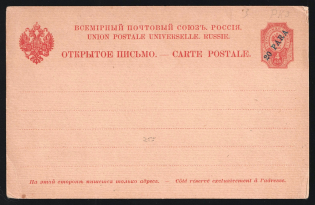 ВСЕМІРНЫЙ ПОЧТОВЫЙ СОЮЗЪ. РОССІЯ.
UNION POSTALE UNIVERSELLE. RUSSIE.
ОТКРЫТОЕ ПИСЬМО. — CARTE POSTALE.
20 PARA
4
На этой сторонѣ пишется только адресъ. — Côté réservé exclusivement à l'adresse.